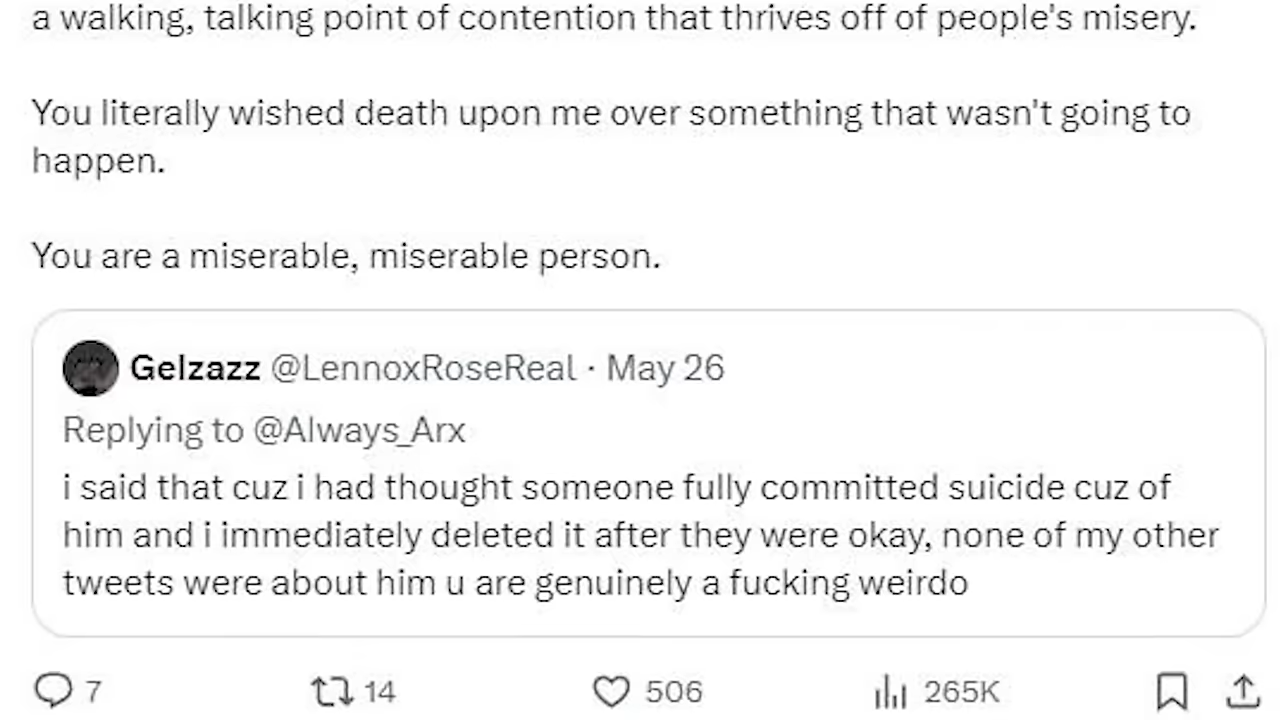 a walking, talking point of contention that thrives off of people's misery.
You literally wished death upon me over something that wasn't going to
happen.
You are a miserable, miserable person.
Gelzazz @LennoxRoseReal · May 26
Replying to @Always_Arx
i said that cuz i had thought someone fully committed suicide cuz of
him and i immediately deleted it after they were okay, none of my other
tweets were about him u are genuinely a fucking weirdo
7 14 506 265K